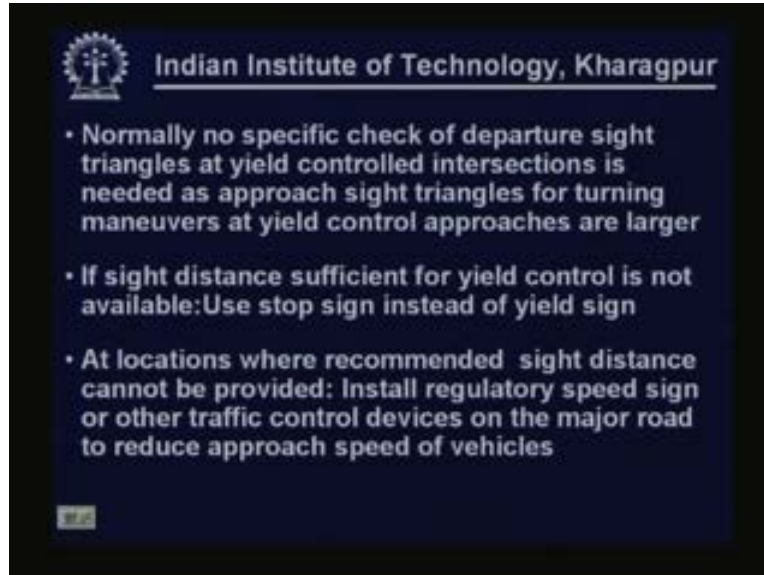 Indian Institute of Technology, Kharagpur
• Normally no specific check of departure sight
triangles at yield controlled intersections is
needed as approach sight triangles for turning
maneuvers at yield control approaches are larger
• If sight distance sufficient for yield control is not
available:Use stop sign instead of yield sign
• At locations where recommended sight distance
cannot be provided: Install regulatory speed sign
or other traffic control devices on the major road
to reduce approach speed of vehicles